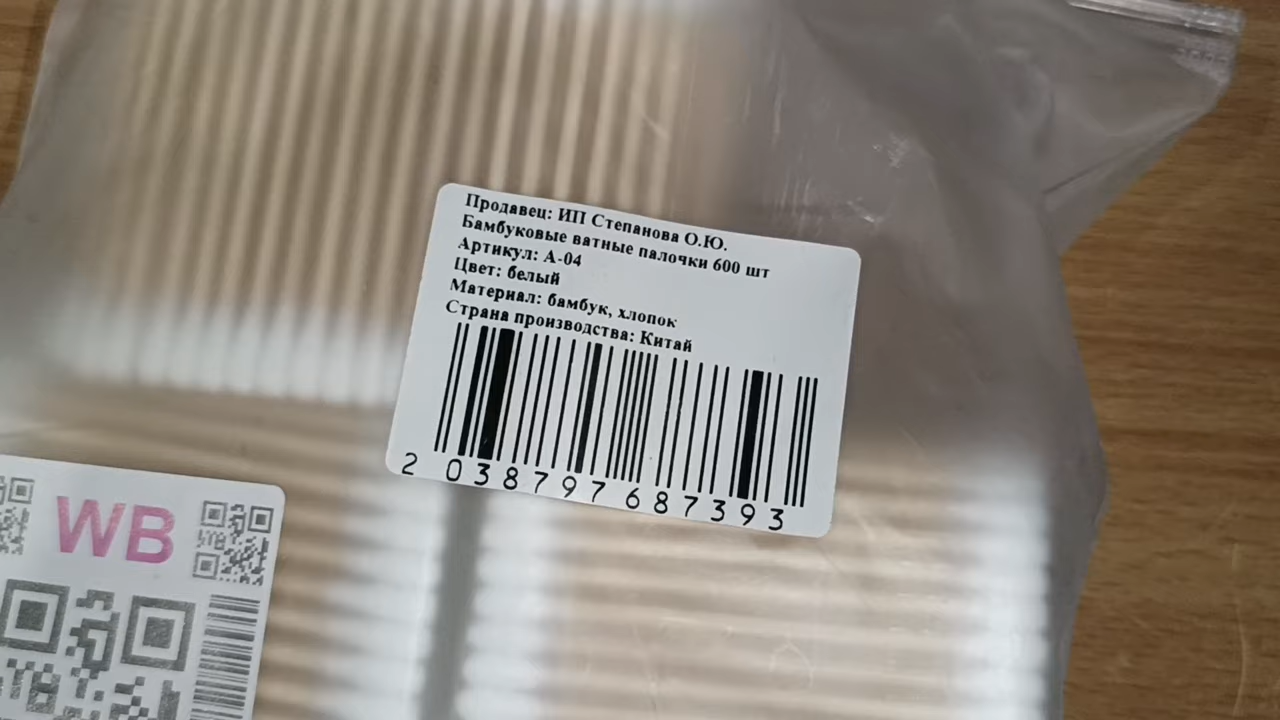 Продавец: ИП Степанова О.Ю.
Бамбуковые ватные палочки 600 шт
Артикул: А-04
Цвет: белый
Материал: бамбук, хлопок
Страна производства: Китай
2 038797 687393
WB